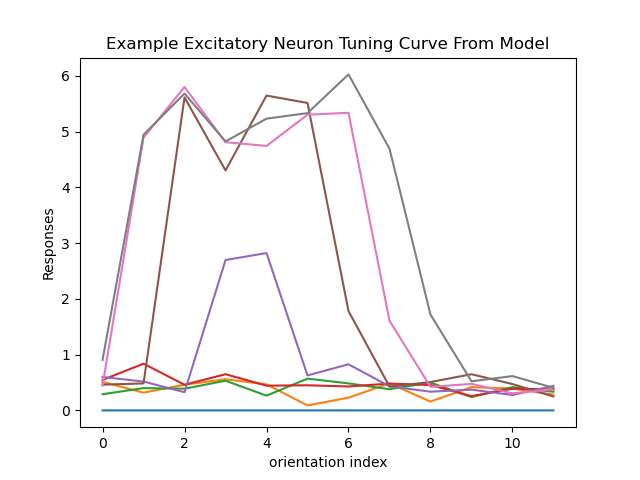 Example Excitatory Neuron Tuning Curve From Model
6
5
4
3
2
1
0
Responses
0 2 4 6 8 10
orientation index